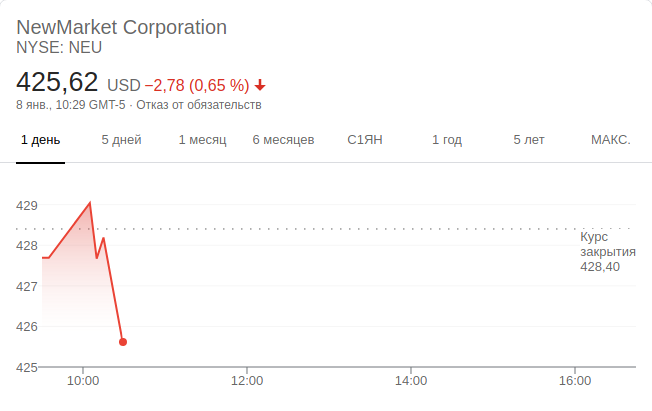 NewMarket Corporation
NYSE: NEU
425,62 USD −2,78 (0,65 %)
8 янв., 10:29 GMT-5 · Отказ от обязательств
1 день 5 дней 1 месяц 6 месяцев С1ЯН 1 год 5 лет МАКС.
429
428
427
426
425
Курс
закрытия
428,40
10:00 12:00 14:00 16:00